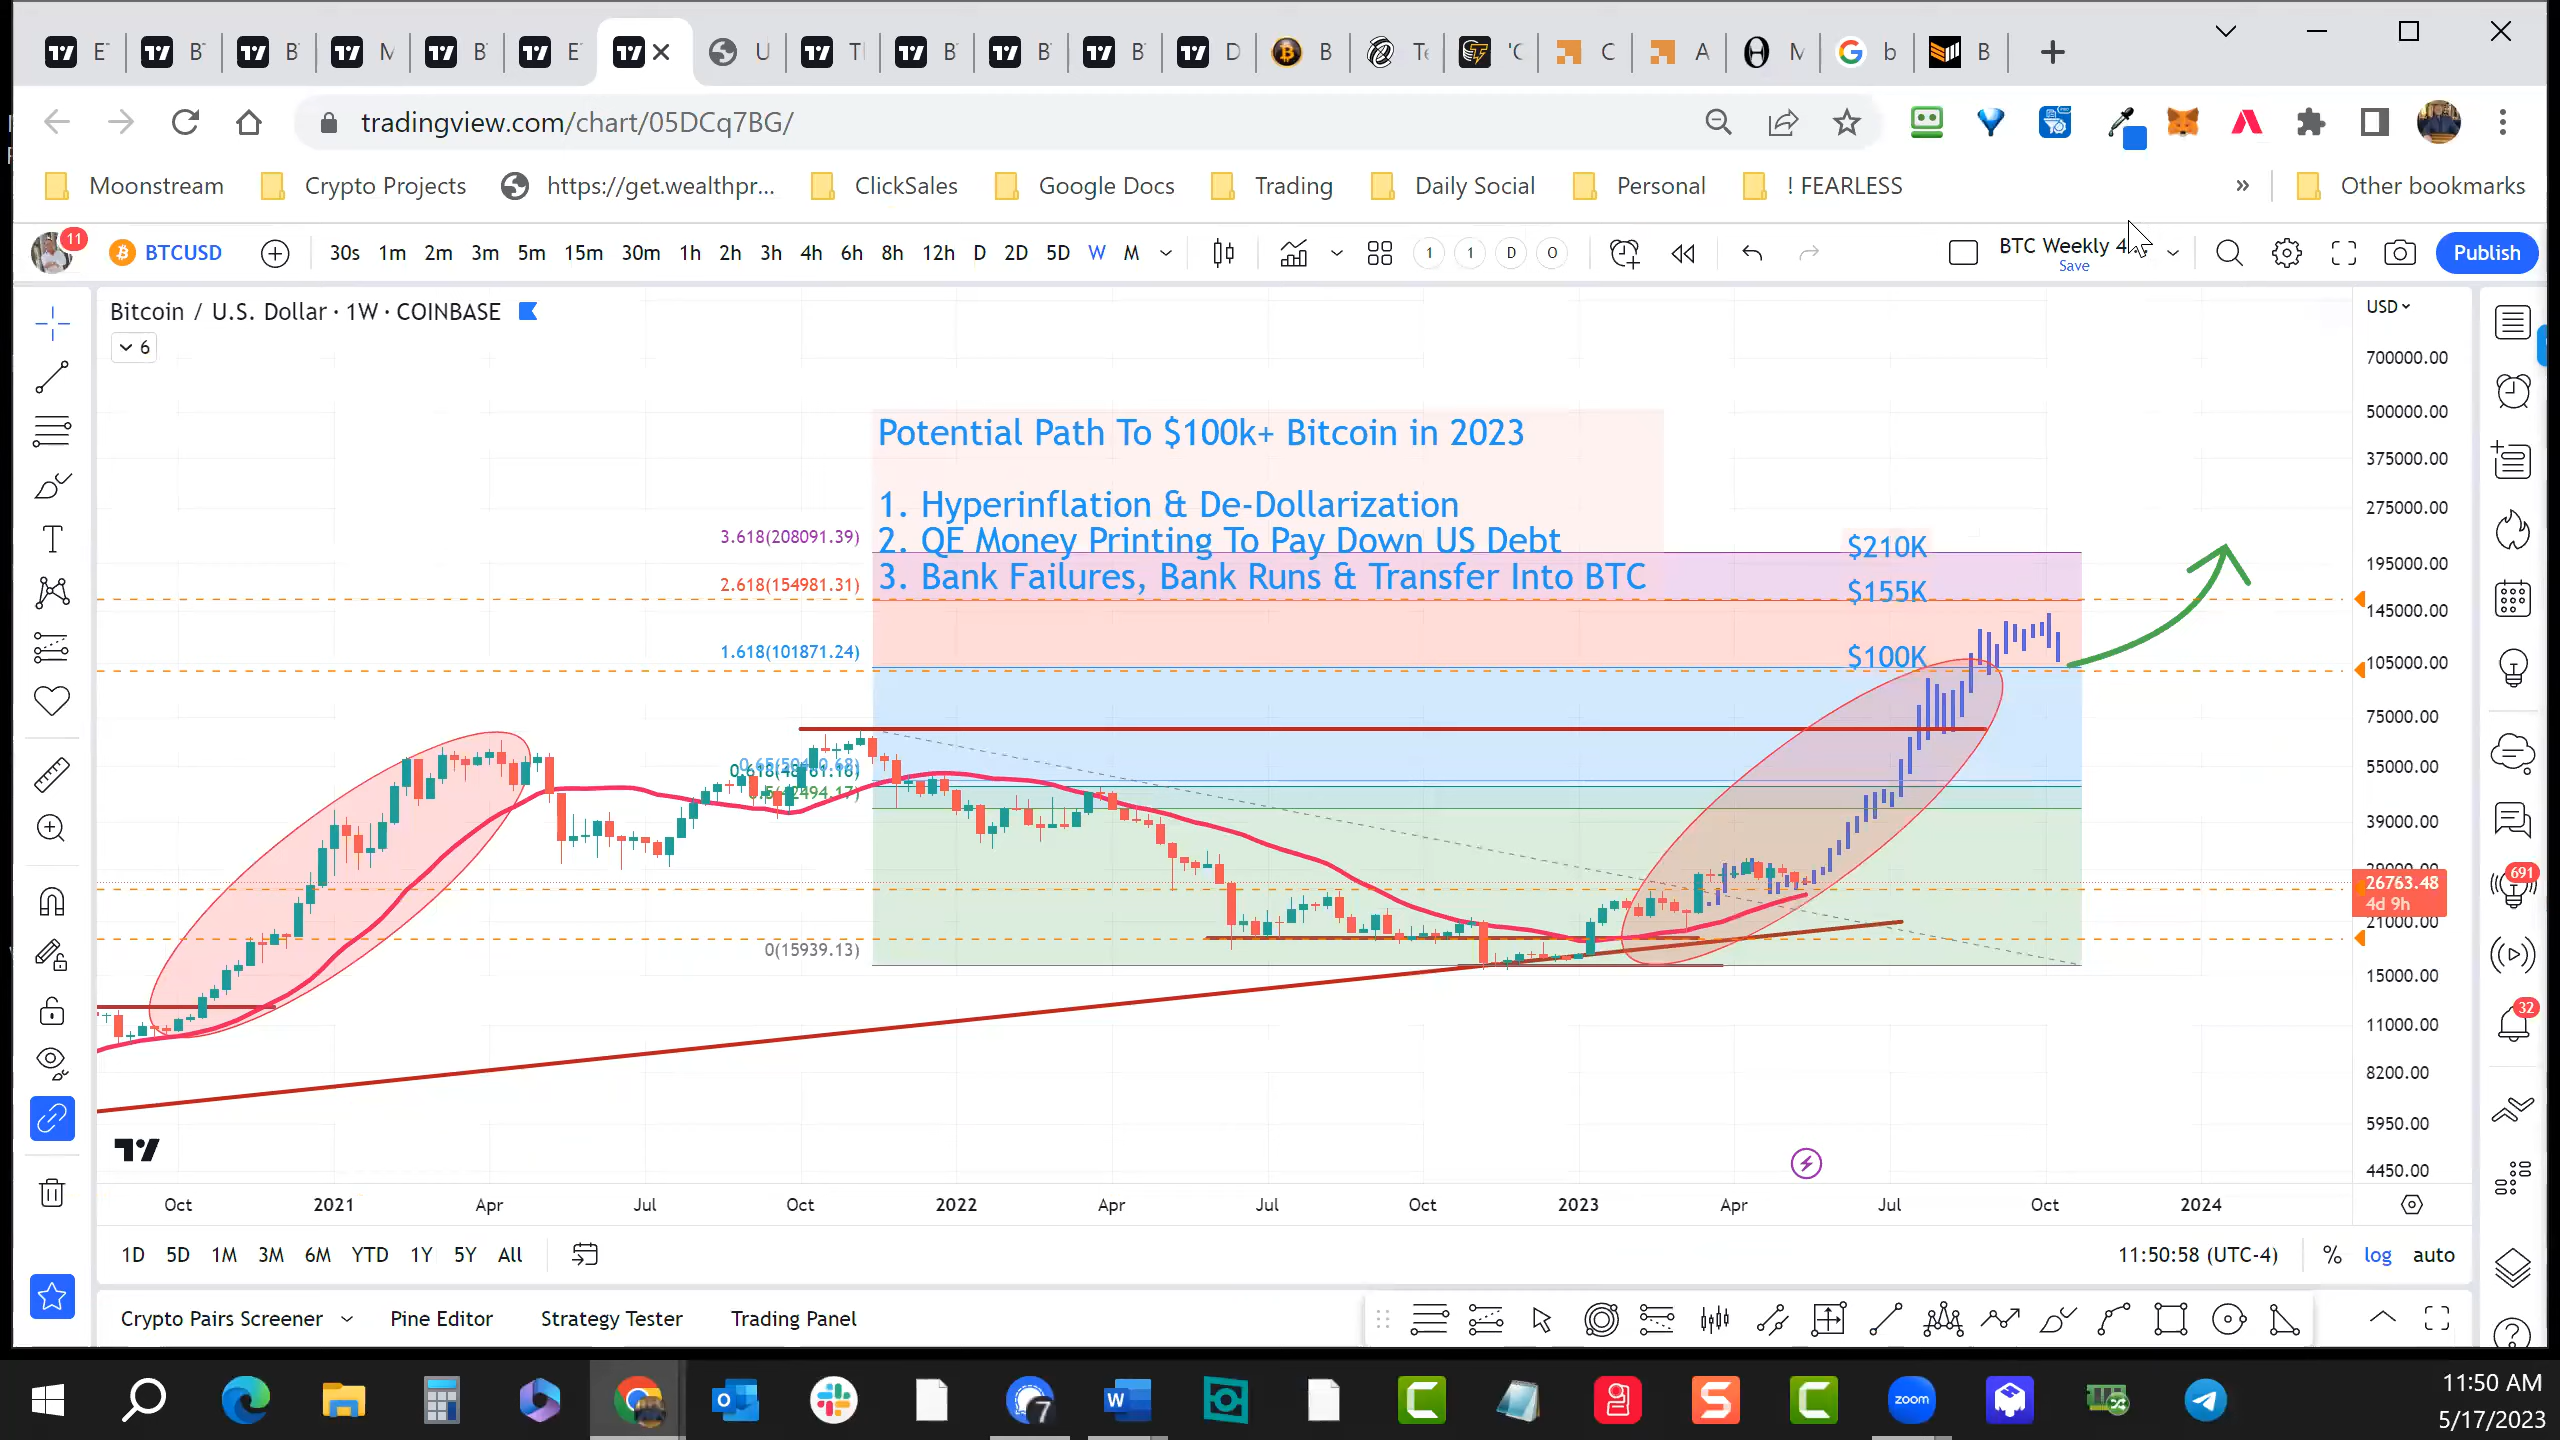 E
B
B
M
B
E
U
B
B
B
D
B
C
A
M
b
B
tradingview.com/chart/05DCq7BG/
Moonstream
Crypto Projects
https://get.wealthpr...
ClickSales
Google Docs
Trading
Daily Social
Personal
! FEARLESS
»
Other bookmarks
11
BTCUSD
30s 1m 2m 3m 5m 15m 30m 1h 2h 3h 4h 6h 8h 12h D 2D 5D W M
1 1 D O
BTC Weekly 4
Save
Publish
Bitcoin / U.S. Dollar · 1W · COINBASE
6
USD
700000.00
500000.00
375000.00
275000.00
195000.00
145000.00
105000.00
75000.00
55000.00
39000.00
26763.48
4d 9h
21000.00
15000.00
11000.00
8200.00
5950.00
4450.00
Potential Path To $100k+ Bitcoin in 2023
1. Hyperinflation & De-Dollarization
2. QE Money Printing To Pay Down US Debt
3. Bank Failures, Bank Runs & Transfer Into BTC
3.618(208091.39)
2.618(154981.31)
1.618(101871.24)
0(15939.13)
$210K
$155K
$100K
691
32
Oct 2021 Apr Jul Oct 2022 Apr Jul Oct 2023 Apr Jul Oct 2024
1D 5D 1M 3M 6M YTD 1Y 5Y All
11:50:58 (UTC-4) % log auto
Crypto Pairs Screener
Pine Editor
Strategy Tester
Trading Panel
7
zoom
11:50 AM
5/17/2023